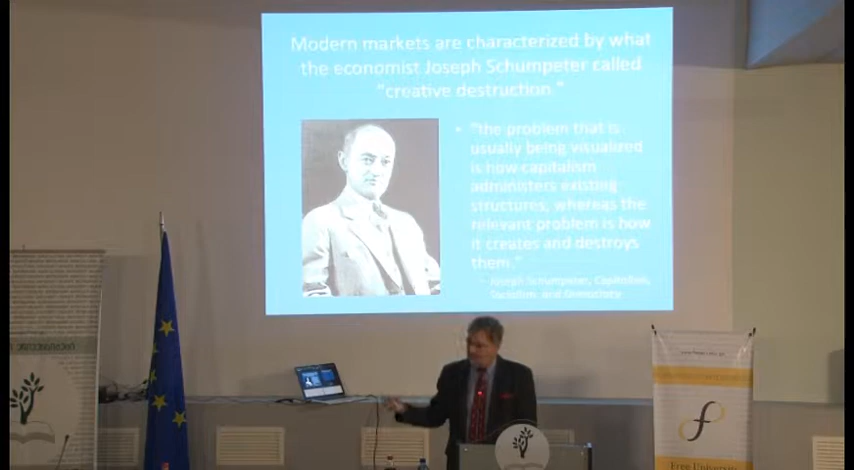 Modern markets are characterized by what
the economist Joseph Schumpeter called
"creative destruction."
• "the problem that is
usually being visualized
is how capitalism
administers existing
structures, whereas the
relevant problem is how
it creates and destroys
them."
– Joseph Schumpeter, Capitalism,
Socialism, and Democracy
Free Univers